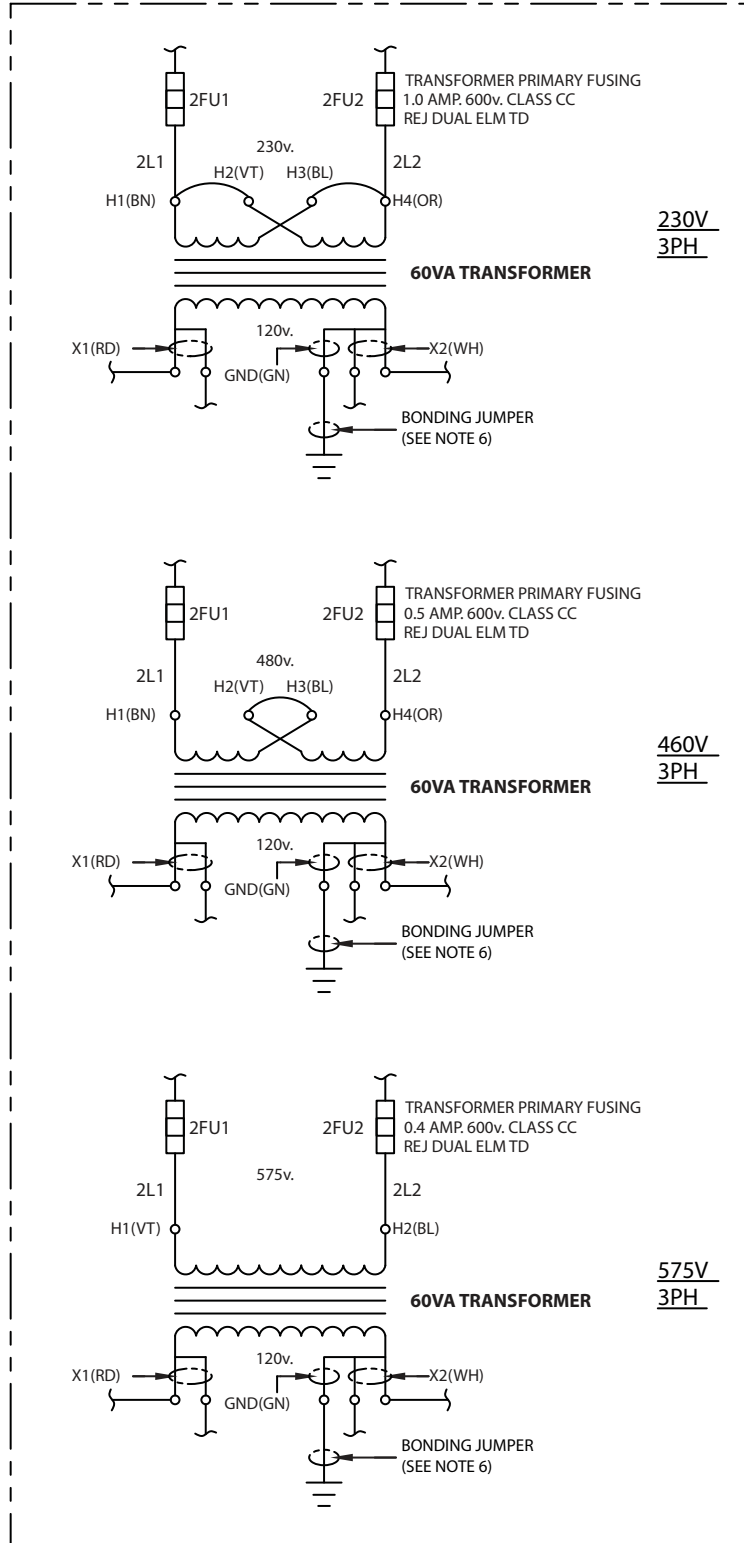 TRANSFORMER PRIMARY FUSING
2FU1
2FU2
1.0 AMP. 600v. CLASS CC
REJ DUAL ELM TD
230v.
2L1
H2(VT)
H3(BL)
2L2
H1(BN)
H4(OR)
230V
3PH
60VA TRANSFORMER
120v.
X1(RD)
X2(WH)
GND(GN)
BONDING JUMPER
(SEE NOTE 6)
TRANSFORMER PRIMARY FUSING
2FU1
2FU2
0.5 AMP. 600v. CLASS CC
REJ DUAL ELM TD
480v.
2L1
H2(VT)
H3(BL)
2L2
H1(BN)
H4(OR)
460V
3PH
60VA TRANSFORMER
120v.
X1(RD)
X2(WH)
GND(GN)
BONDING JUMPER
(SEE NOTE 6)
TRANSFORMER PRIMARY FUSING
2FU1
2FU2
0.4 AMP. 600v. CLASS CC
REJ DUAL ELM TD
575v.
2L1
2L2
H1(VT)
H2(BL)
575V
3PH
60VA TRANSFORMER
120v.
X1(RD)
X2(WH)
GND(GN)
BONDING JUMPER
(SEE NOTE 6)